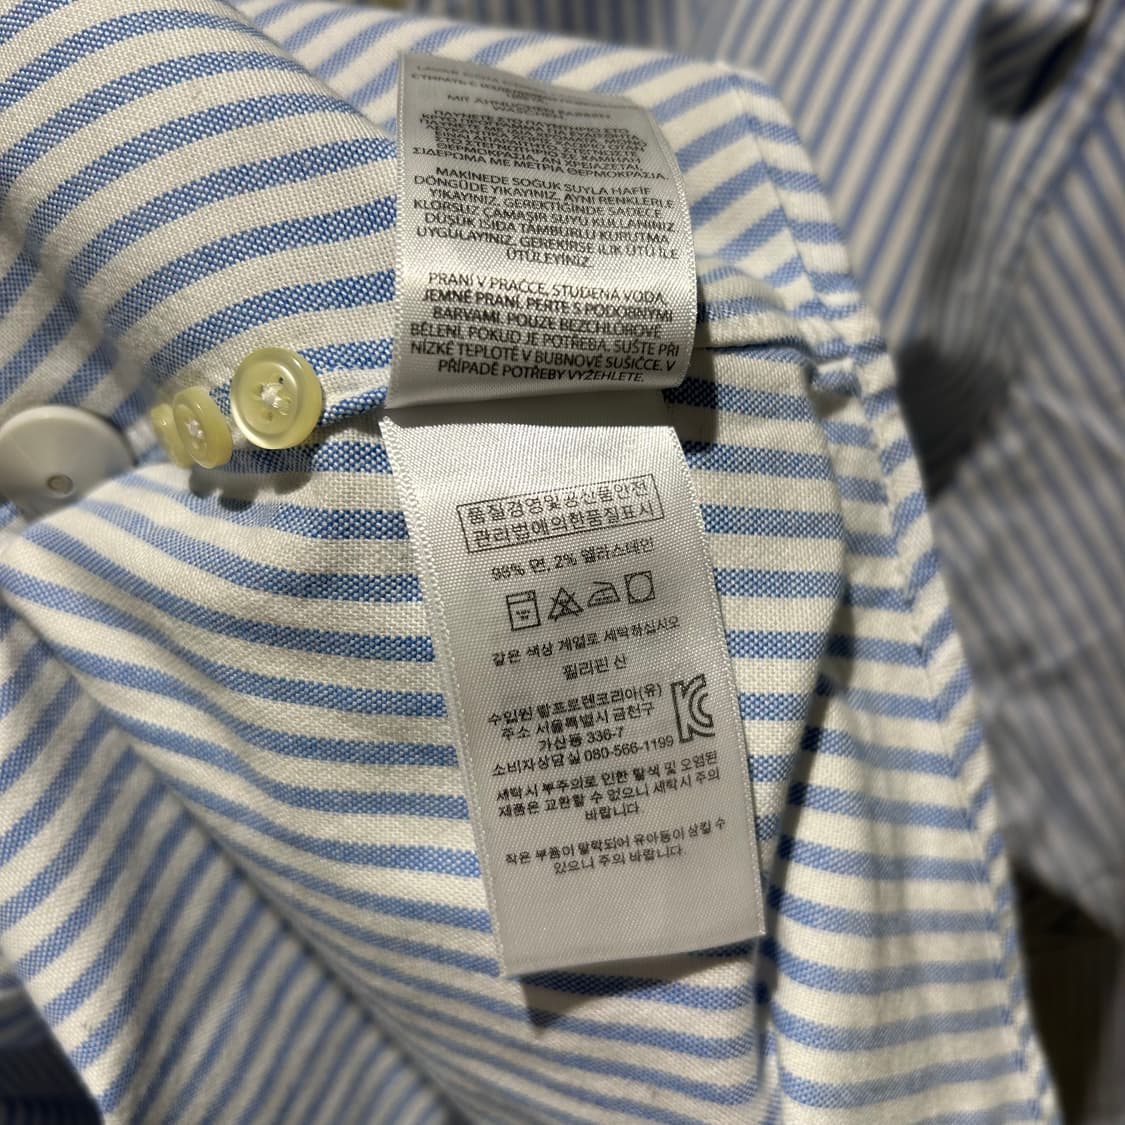 MIT ÄHNLICHEN FARBEN
WASCHEN
ΣΙΔΕΡΩΜΑ ΜΕ ΜΕΤΡΙΑ ΘΕΡΜΟΚΡΑΣΙΑ.
MAKINEDE SOĞUK SUYLA HAFİF
DÖNGÜDE YIKAYINIZ, AYNI RENKLERLE
YIKAYINIZ, GEREKTİĞİNDE SADECE
KLORSUZ ÇAMAŞIR SUYU KULLANINIZ
DÜŞÜK ISIDA TAMBURLU KURUTMA
UYGULAYINIZ, GEREKİRSE ILIK ÜTÜ İLE
ÜTÜLEYİNİZ.
PRANÍ V PRAČCE, STUDENÁ VODA,
JEMNÉ PRANÍ, PERTE S PODOBNÝMI
BARVAMI. POUZE BEZCHLÓROVÉ
BĚLENÍ, POKUD JE POTŘEBA, SUŠTE PŘI
NÍZKÉ TEPLOTĚ V BUBNOVÉ SUŠIČCE. V
PŘÍPADĚ POTŘEBY VYŽEHLETE.
품질경영및공산품안전
관리법에의한품질표시
98% 면, 2% 엘라스테인
같은 색상 계열로 세탁하십시오
필리핀 산
수입원 랄프로렌코리아(유)
주소 서울특별시 금천구
가산동 336-7
소비자상담실 080-566-1199
세탁시 부주의로 인한 탈색 및 오염된
제품은 교환할 수 없으니 세탁시 주의
바랍니다.
작은 부품이 탈락되어 유아동이 삼킬 수
있으니 주의 바랍니다.